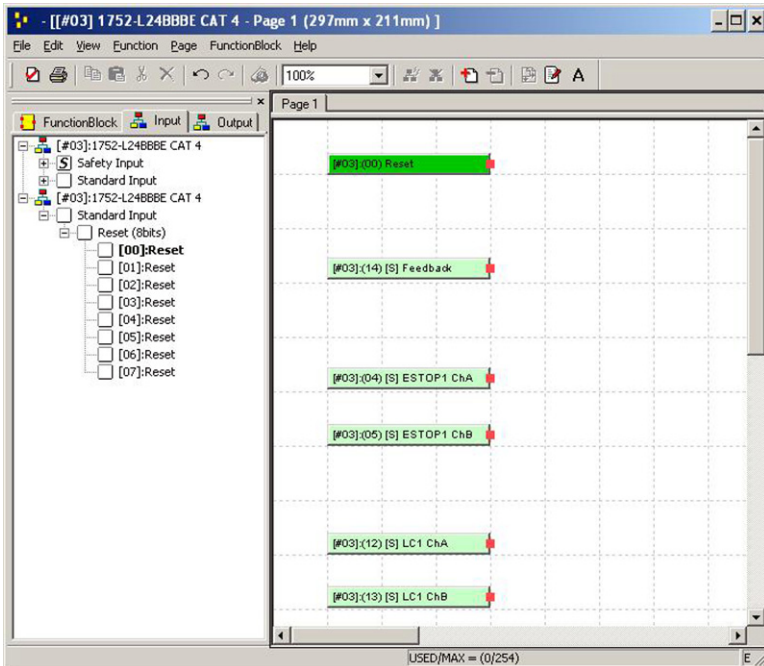 - [[#03] 1752-L24BBBE CAT 4 - Page 1 (297mm x 211mm) ]
File Edit View Function Page FunctionBlock Help
100% A
FunctionBlock Input Output
[#03]:1752-L24BBBE CAT 4
S Safety Input
Standard Input
[#03]:1752-L24BBBE CAT 4
Standard Input
Reset (8bits)
[00]:Reset
[01]:Reset
[02]:Reset
[03]:Reset
[04]:Reset
[05]:Reset
[06]:Reset
[07]:Reset
Page 1
[#03]:(00) Reset
[#03]:(14) [S] Feedback
[#03]:(04) [S] ESTOP1 ChA
[#03]:(05) [S] ESTOP1 ChB
[#03]:(12) [S] LC1 ChA
[#03]:(13) [S] LC1 ChB
USED/MAX = (0/254)
E